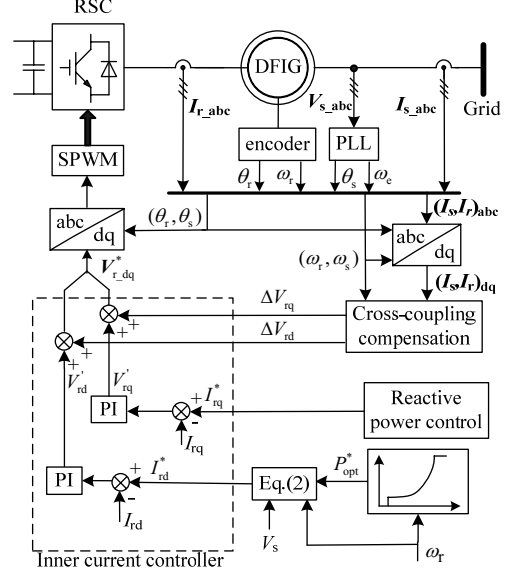 RSC
DFIG
I_r_abc
V_s_abc
I_s_abc
Grid
encoder
PLL
SPWM
θ_r
ω_r
θ_s
ω_e
abc
dq
(θ_r, θ_s)
(I_s,I_r)_abc
abc
dq
(ω_r, ω_s)
V*_r_dq
(I_s,I_r)_dq
ΔV_rq
ΔV_rd
Cross-coupling
compensation
+
+
+
+
V'_rd
V'_rq
PI
+
-
I*_rq
I_rq
Reactive
power control
PI
+
-
I*_rd
I_rd
Eq.(2)
P*_opt
V_s
ω_r
Inner current controller